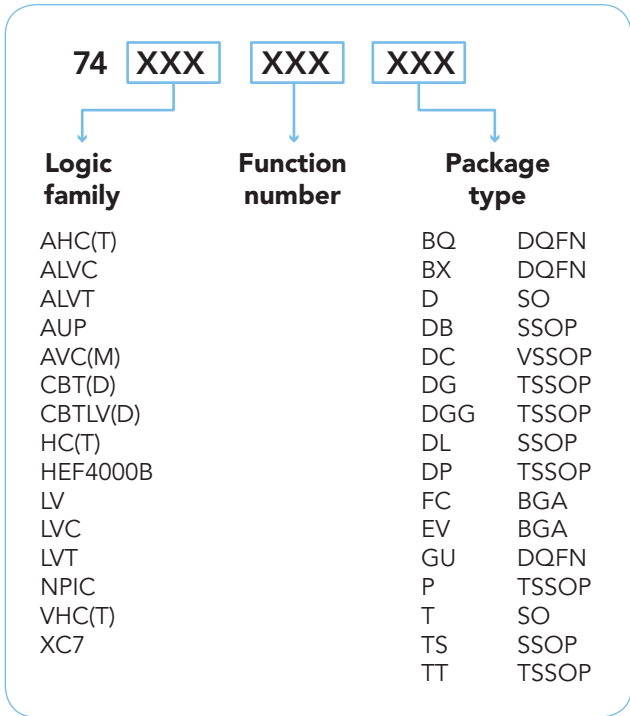 74 XXX XXX XXX
Logic family Function number Package type
AHC(T) BQ DQFN
ALVC BX DQFN
ALVT D SO
AUP DB SSOP
AVC(M) DC VSSOP
CBT(D) DG TSSOP
CBTLV(D) DGG TSSOP
HC(T) DL SSOP
HEF4000B DP TSSOP
LV FC BGA
LVC EV BGA
LVT GU DQFN
NPIC P TSSOP
VHC(T) T SO
XC7 TS SSOP
TT TSSOP